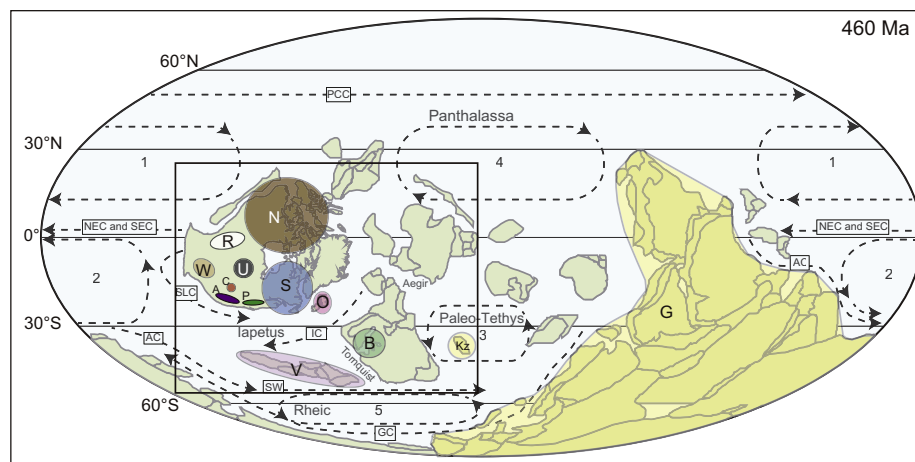 460 Ma
60°N
PCC
Panthalassa
30°N
1
4
1
N
NEC and SEC
R
0°
NEC and SEC
W
U
C
A
P
S
O
Aegir
AC
2
2
SLC
30°S
Iapetus
IC
Paleo-Tethys
3
G
AC
B
Kz
Tornquist
V
SW
60°S
Rheic
5
GC